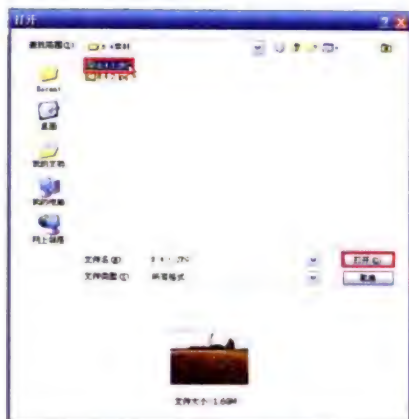 打开
查找范围(I):
Recent
桌面
我的文档
我的电脑
网上邻居
文件名(N):
打开(O)
文件类型(T):
所有格式
取消
文件大小: 1.68M